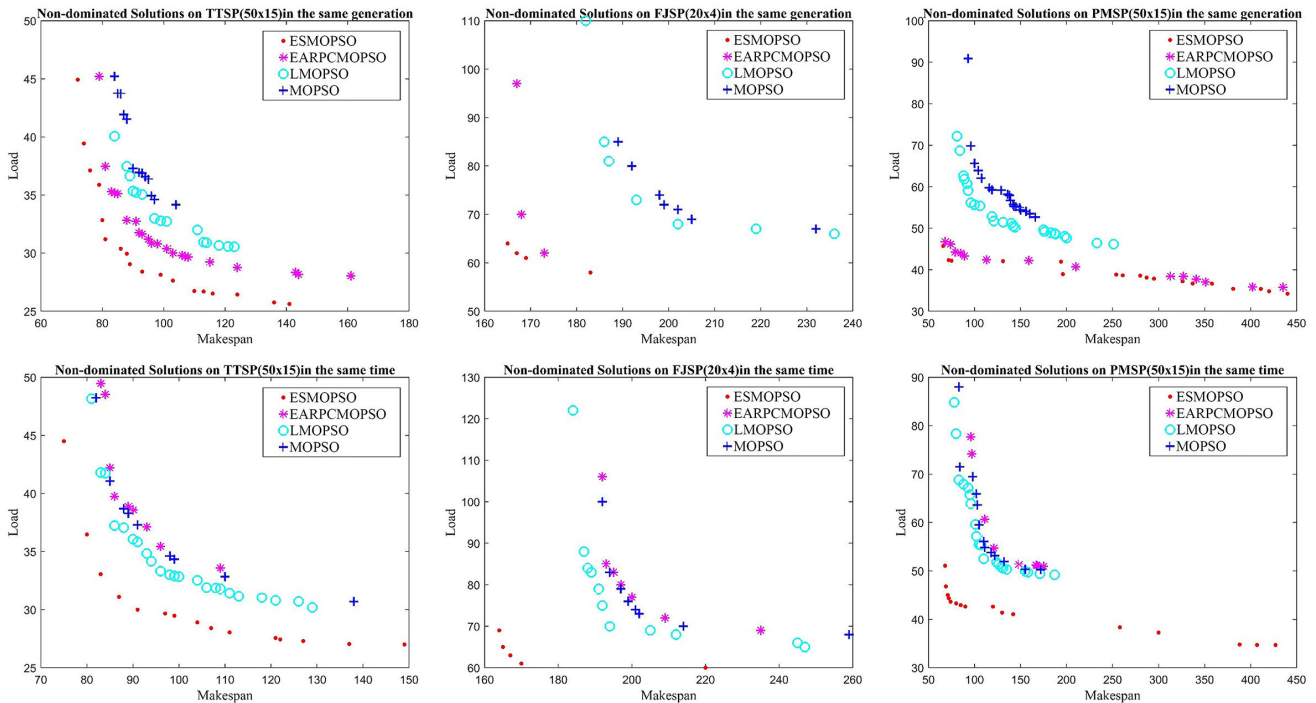 Non-dominated Solutions on TTSP(50x15)in the same generation
50
45
40
35
30
25
Load
60
80
100
120
140
160
180
Makespan
ESMOPSO
EARPCMOPSO
LMOPSO
MOPSO
Non-dominated Solutions on FJSP(20x4)in the same generation
110
100
90
80
70
60
50
Load
160
170
180
190
200
210
220
230
240
Makespan
ESMOPSO
EARPCMOPSO
LMOPSO
MOPSO
Non-dominated Solutions on PMSP(50x15)in the same generation
100
90
80
70
60
50
40
30
Load
50
100
150
200
250
300
350
400
450
Makespan
ESMOPSO
EARPCMOPSO
LMOPSO
MOPSO
Non-dominated Solutions on TTSP(50x15)in the same time
50
45
40
35
30
25
Load
70
80
90
100
110
120
130
140
150
Makespan
ESMOPSO
EARPCMOPSO
LMOPSO
MOPSO
Non-dominated Solutions on FJSP(20x4)in the same time
130
120
110
100
90
80
70
60
Load
160
180
200
220
240
260
Makespan
ESMOPSO
EARPCMOPSO
LMOPSO
MOPSO
Non-dominated Solutions on PMSP(50x15)in the same time
90
80
70
60
50
40
30
Load
50
100
150
200
250
300
350
400
450
Makespan
ESMOPSO
EARPCMOPSO
LMOPSO
MOPSO